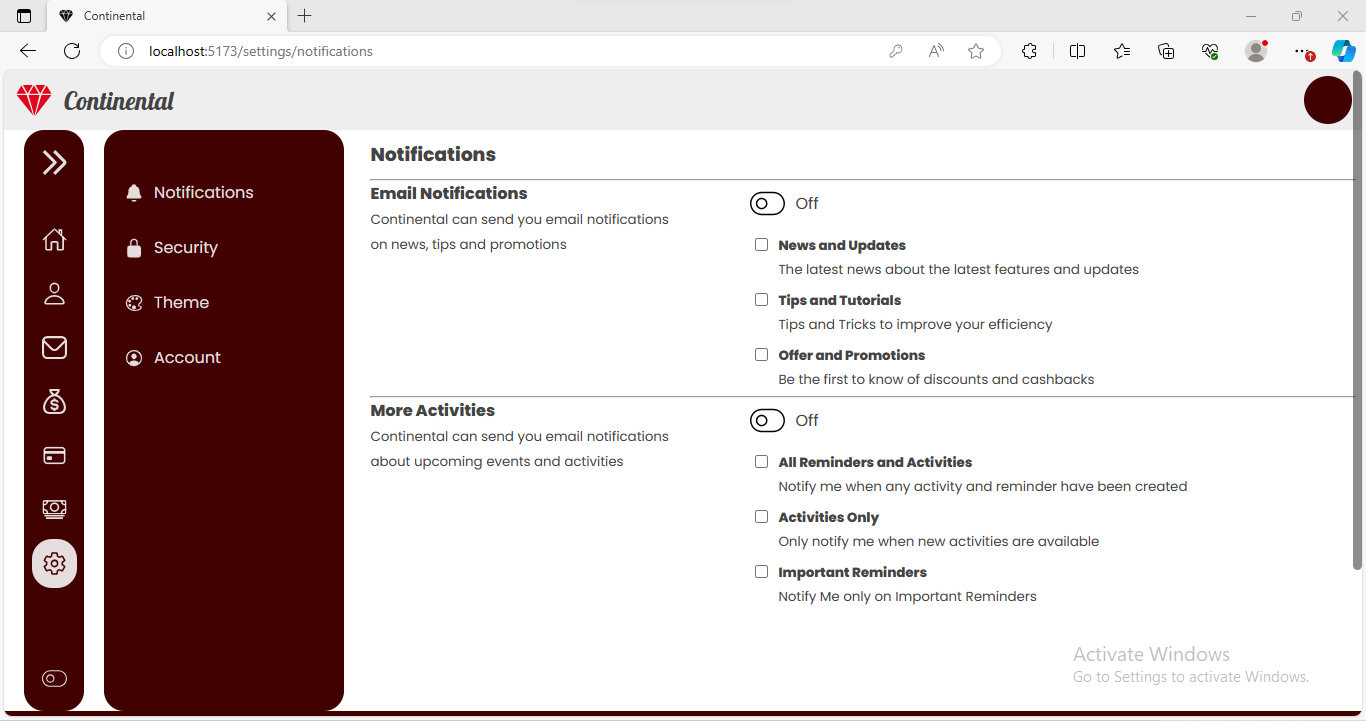 Continental
localhost:5173/settings/notifications
Continental
Notifications
Security
Theme
Account
Notifications
Email Notifications
Continental can send you email notifications
on news, tips and promotions
Off
News and Updates
The latest news about the latest features and updates
Tips and Tutorials
Tips and Tricks to improve your efficiency
Offer and Promotions
Be the first to know of discounts and cashbacks
More Activities
Continental can send you email notifications
about upcoming events and activities
Off
All Reminders and Activities
Notify me when any activity and reminder have been created
Activities Only
Only notify me when new activities are available
Important Reminders
Notify Me only on Important Reminders
Activate Windows
Go to Settings to activate Windows.